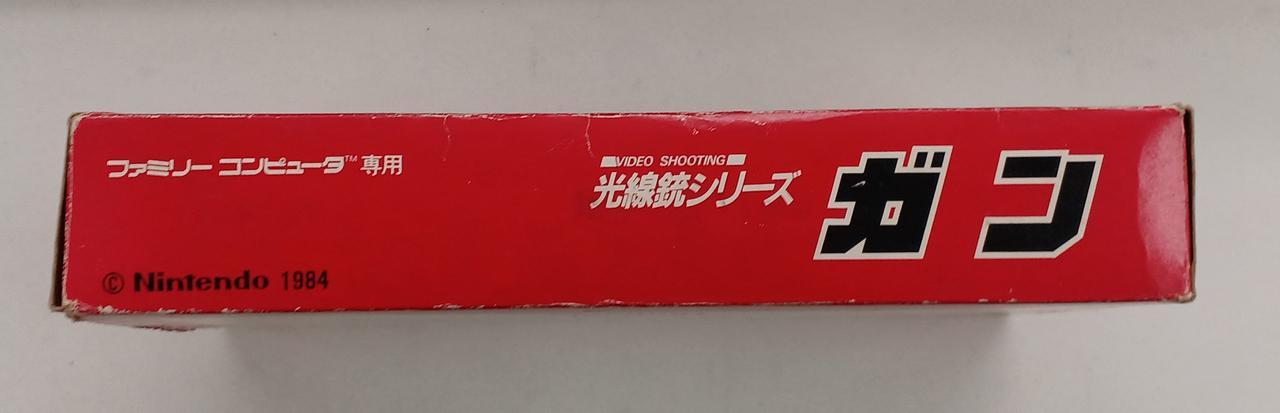 ファミリー コンピュータ™ 専用
VIDEO SHOOTING
光線銃シリーズ
ガン
© Nintendo 1984